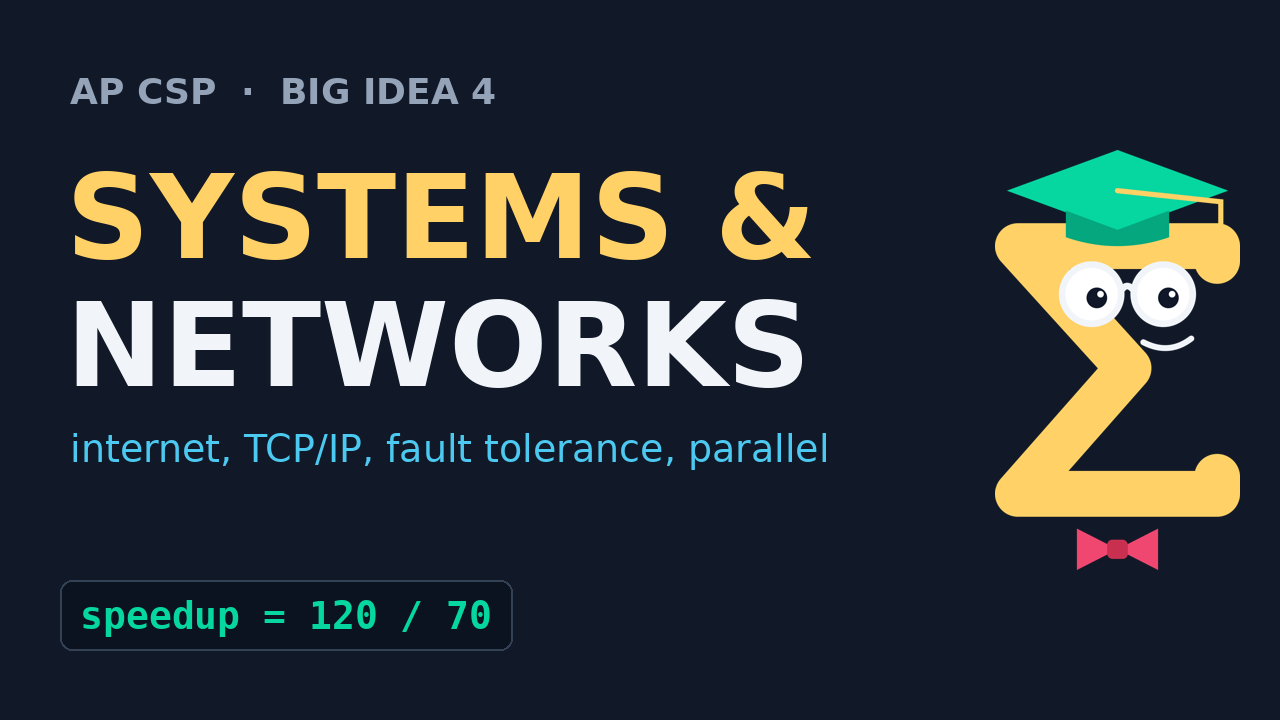 AP CSP · BIG IDEA 4
SYSTEMS &
NETWORKS
internet, TCP/IP, fault tolerance, parallel
speedup = 120 / 70